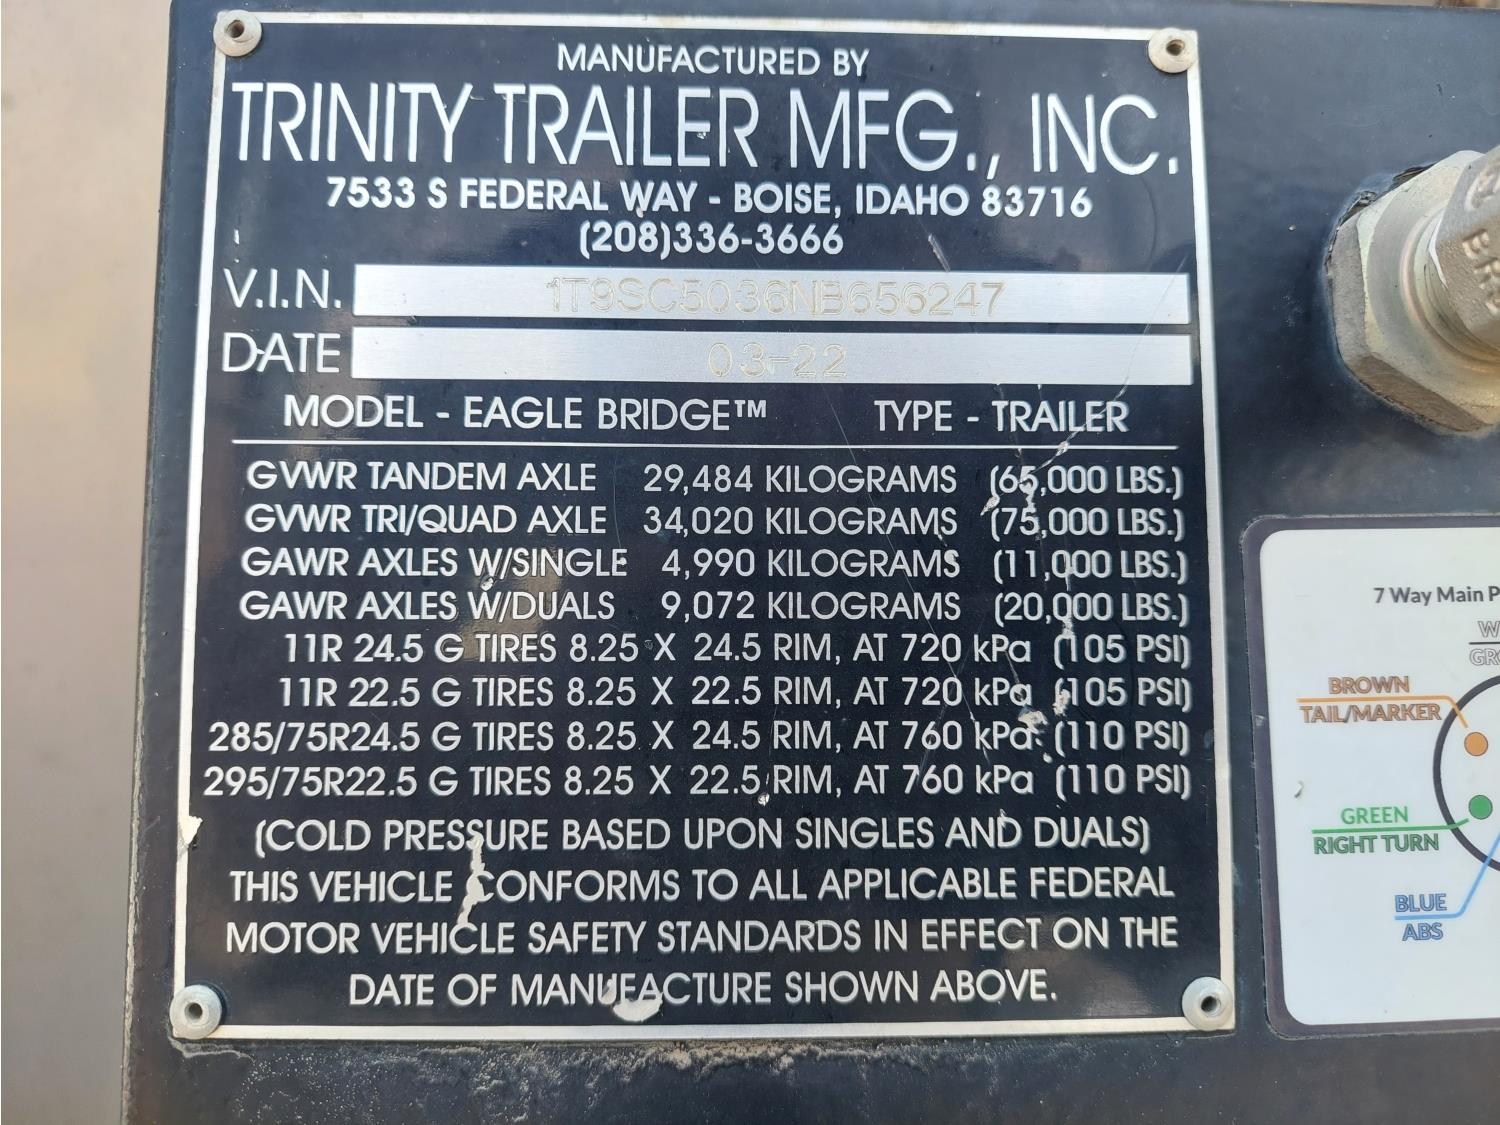 MANUFACTURED BY
TRINITY TRAILER MFG., INC.
7533 S FEDERAL WAY - BOISE, IDAHO 83716
(208)336-3666
V.I.N. 1T9SC5036NB656247
DATE 03-22
MODEL - EAGLE BRIDGE™ TYPE - TRAILER
GVWR TANDEM AXLE 29,484 KILOGRAMS (65,000 LBS.)
GVWR TRI/QUAD AXLE 34,020 KILOGRAMS (75,000 LBS.)
GAWR AXLES W/SINGLE 4,990 KILOGRAMS (11,000 LBS.)
GAWR AXLES W/DUALS 9,072 KILOGRAMS (20,000 LBS.)
11R 24.5 G TIRES 8.25 X 24.5 RIM, AT 720 kPa (105 PSI)
11R 22.5 G TIRES 8.25 X 22.5 RIM, AT 720 kPa (105 PSI)
285/75R24.5 G TIRES 8.25 X 24.5 RIM, AT 760 kPa (110 PSI)
295/75R22.5 G TIRES 8.25 X 22.5 RIM, AT 760 kPa (110 PSI)
(COLD PRESSURE BASED UPON SINGLES AND DUALS)
THIS VEHICLE CONFORMS TO ALL APPLICABLE FEDERAL
MOTOR VEHICLE SAFETY STANDARDS IN EFFECT ON THE
DATE OF MANUFACTURE SHOWN ABOVE.
7 Way Main
BROWN
TAIL/MARKER
GREEN
RIGHT TURN
BLUE
ABS